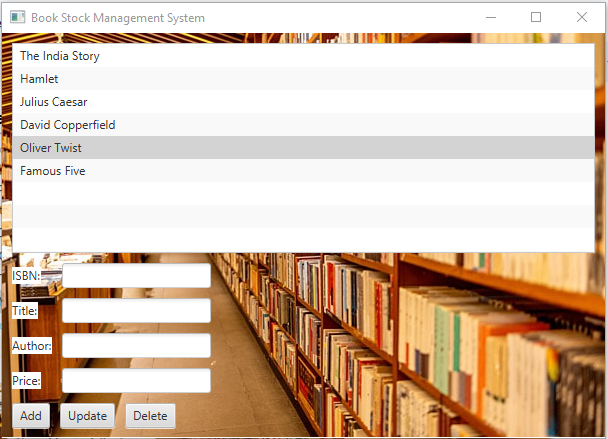 Book Stock Management System
The India Story
Hamlet
Julius Caesar
David Copperfield
Oliver Twist
Famous Five
ISBN:
Title:
Author:
Price:
Add Update Delete